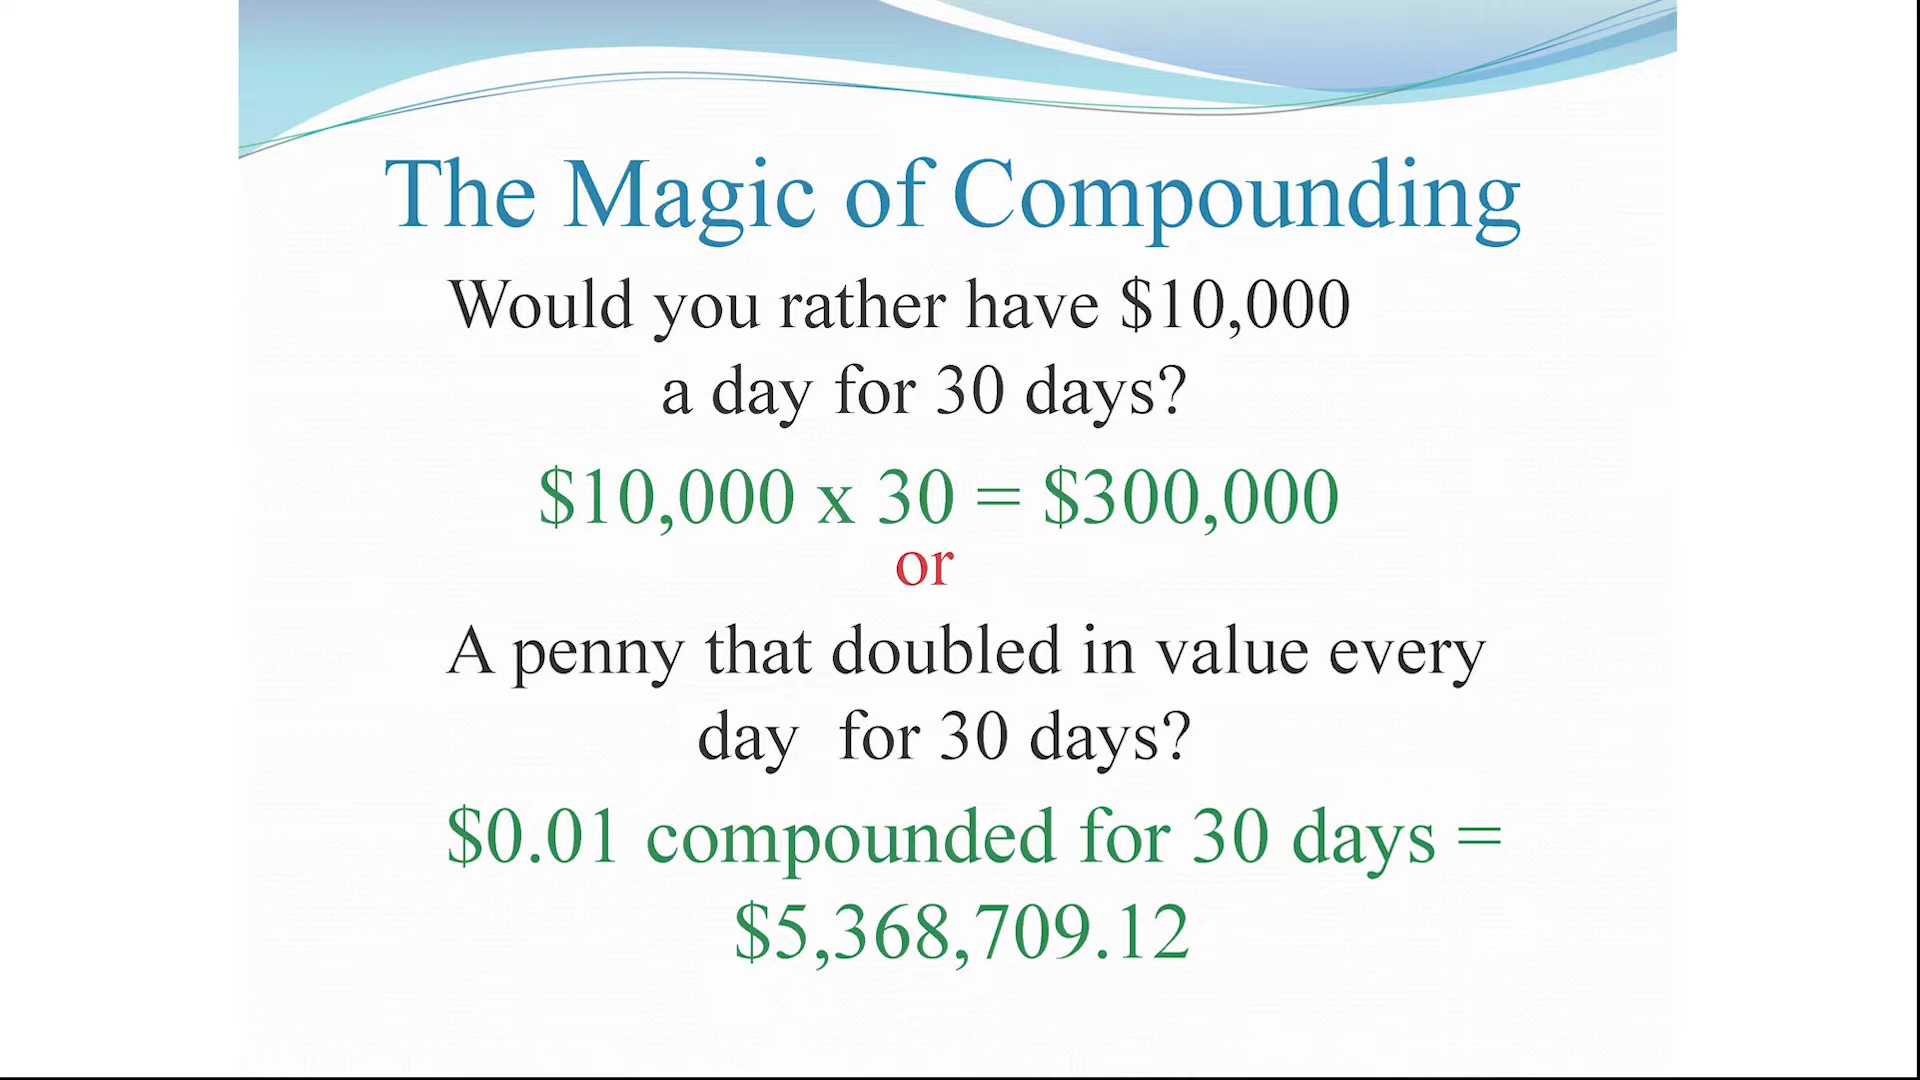 The Magic of Compounding
Would you rather have $10,000
a day for 30 days?
$10,000 x 30 = $300,000
or
A penny that doubled in value every
day  for 30 days?
$0.01 compounded for 30 days =
$5,368,709.12